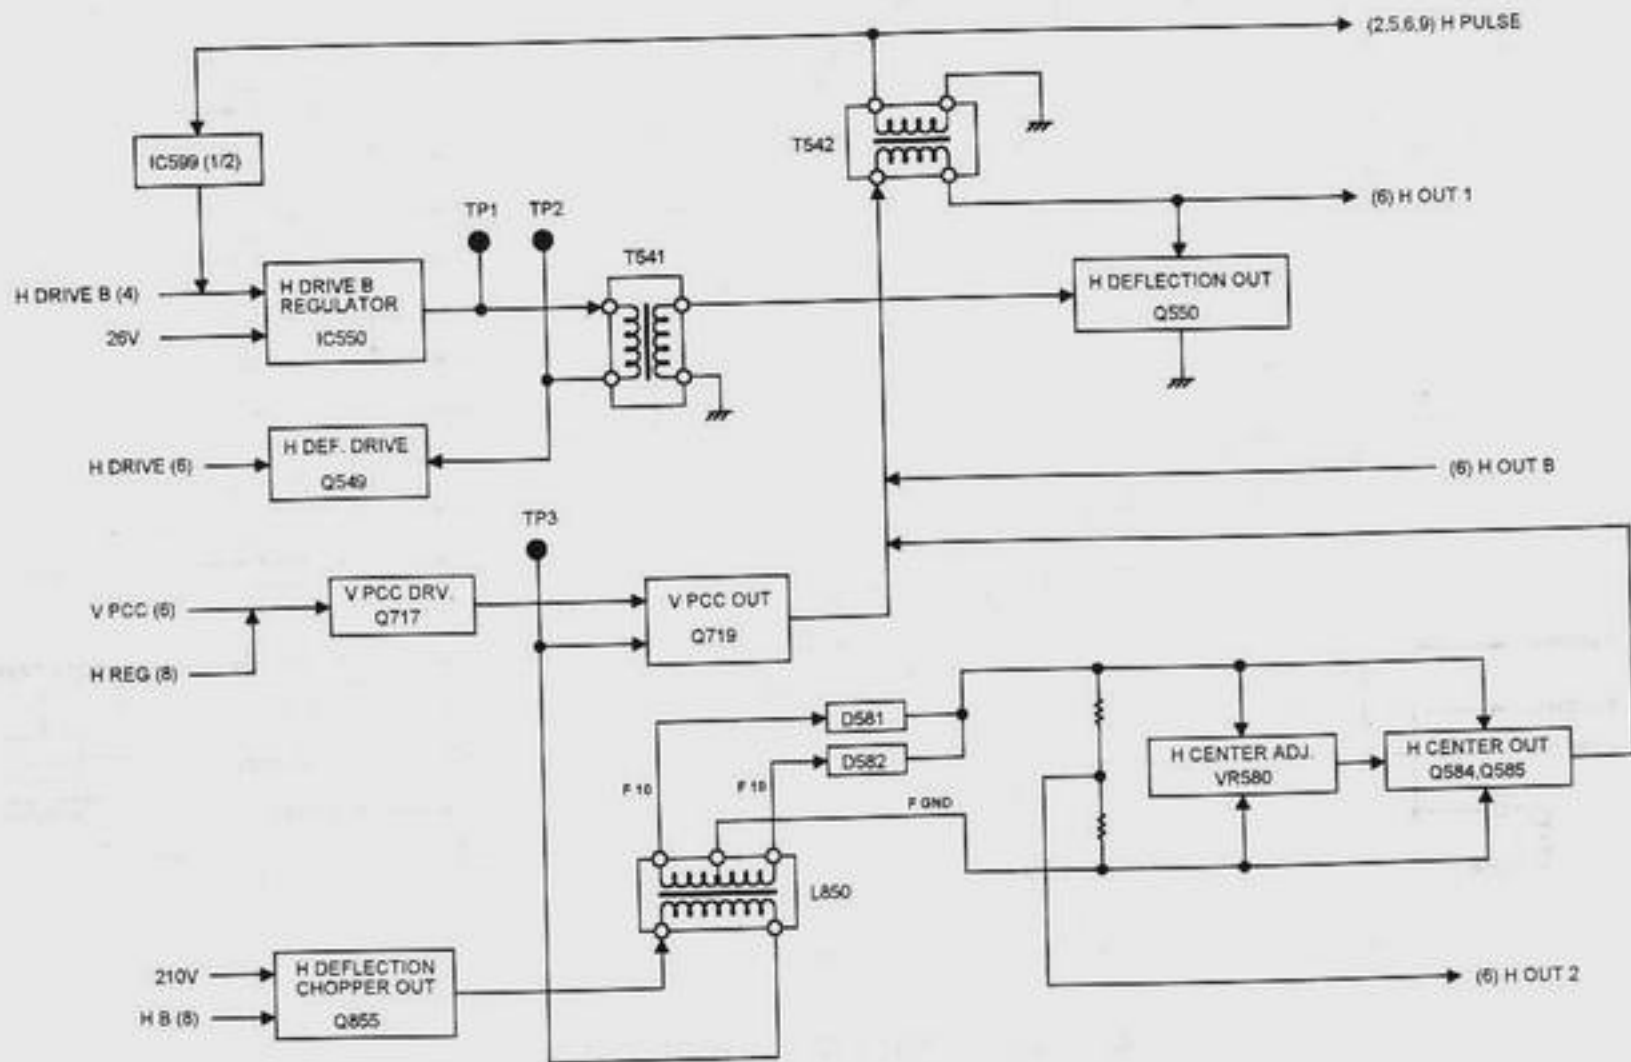 (2,5,6,9) H PULSE
T542
IC599 (1/2)
(6) H OUT 1
TP1 TP2
T541
H DRIVE B (4)
H DRIVE B
REGULATOR
IC550
26V
H DEFLECTION OUT
Q550
H DRIVE (6)
H DEF. DRIVE
Q549
(6) H OUT B
TP3
V PCC (6)
V PCC DRV.
Q717
V PCC OUT
Q719
H REG (8)
D581
D582
F 10
F 10
F GND
H CENTER ADJ.
VR580
H CENTER OUT
Q584,Q585
L850
210V
H B (8)
H DEFLECTION
CHOPPER OUT
Q855
(6) H OUT 2